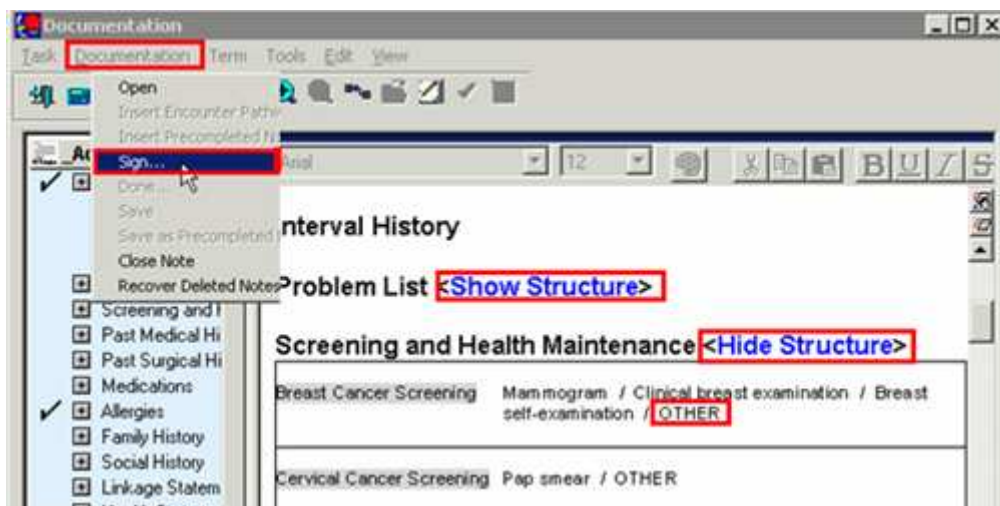 Documentation
Task Documentation Term Tools Edit View
Open
Insert Encounter
Insert Precompleted
Sign...
Done...
Save
Save as Precompleted
Close Note
Recover Deleted Notes
Arial 12 B U I S
Screening and
Past Medical Hi
Past Surgical Hi
Medications
Allergies
Family History
Social History
Linkage Statem
nterval History
Problem List <Show Structure>
Screening and Health Maintenance <Hide Structure>
Breast Cancer Screening Mammogram / Clinical breast examination / Breast
self-examination / OTHER
Cervical Cancer Screening Pap smear / OTHER